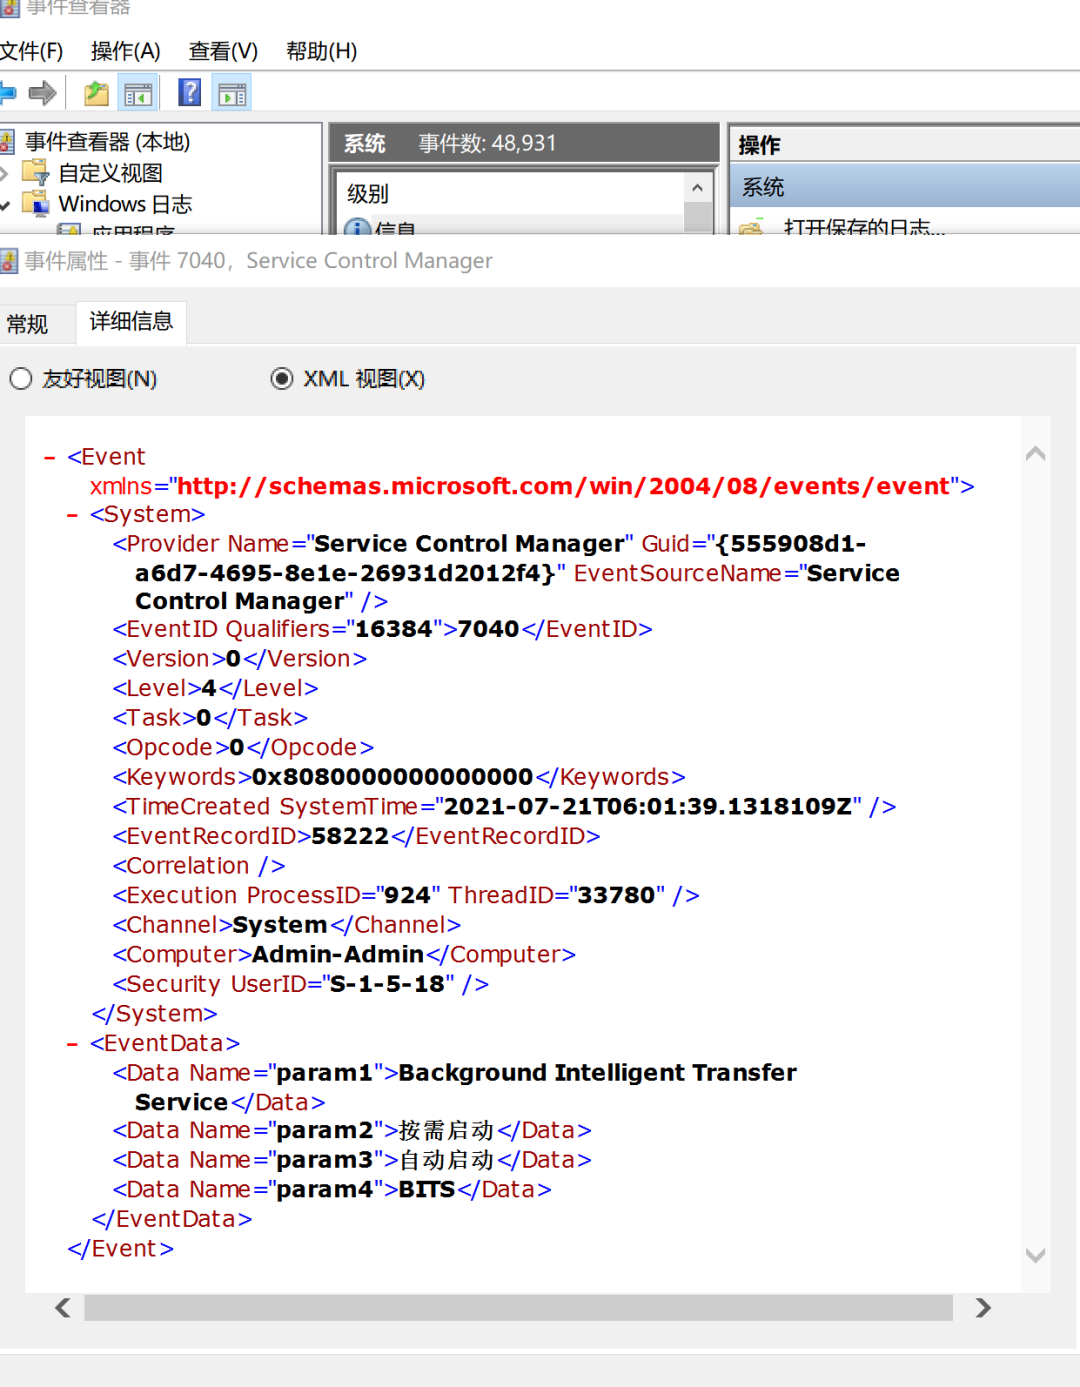 事件查看器
文件(F) 操作(A) 查看(V) 帮助(H)
事件查看器 (本地)
自定义视图
Windows 日志
应用程序
系统 事件数: 48,931
级别
信息
操作
系统
打开保存的日志...
事件属性 - 事件 7040，Service Control Manager
常规 详细信息
友好视图(N) XML 视图(X)
- <Event
xmlns="http://schemas.microsoft.com/win/2004/08/events/event">
- <System>
<Provider Name="Service Control Manager" Guid="{555908d1-
a6d7-4695-8e1e-26931d2012f4}" EventSourceName="Service
Control Manager" />
<EventID Qualifiers="16384">7040</EventID>
<Version>0</Version>
<Level>4</Level>
<Task>0</Task>
<Opcode>0</Opcode>
<Keywords>0x8080000000000000</Keywords>
<TimeCreated SystemTime="2021-07-21T06:01:39.1318109Z" />
<EventRecordID>58222</EventRecordID>
<Correlation />
<Execution ProcessID="924" ThreadID="33780" />
<Channel>System</Channel>
<Computer>Admin-Admin</Computer>
<Security UserID="S-1-5-18" />
</System>
- <EventData>
<Data Name="param1">Background Intelligent Transfer
Service</Data>
<Data Name="param2">按需启动</Data>
<Data Name="param3">自动启动</Data>
<Data Name="param4">BITS</Data>
</EventData>
</Event>